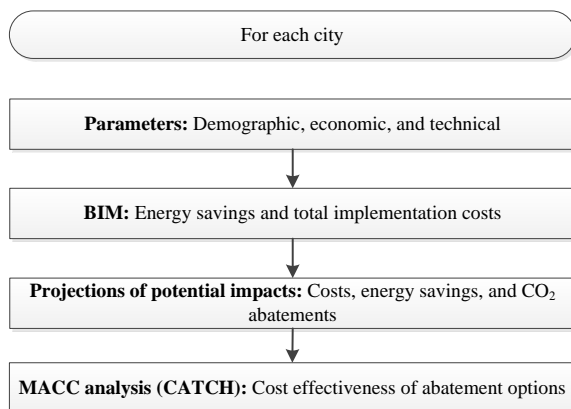 For each city
Parameters: Demographic, economic, and technical
BIM: Energy savings and total implementation costs
Projections of potential impacts: Costs, energy savings, and CO₂
abatements
MACC analysis (CATCH): Cost effectiveness of abatement options